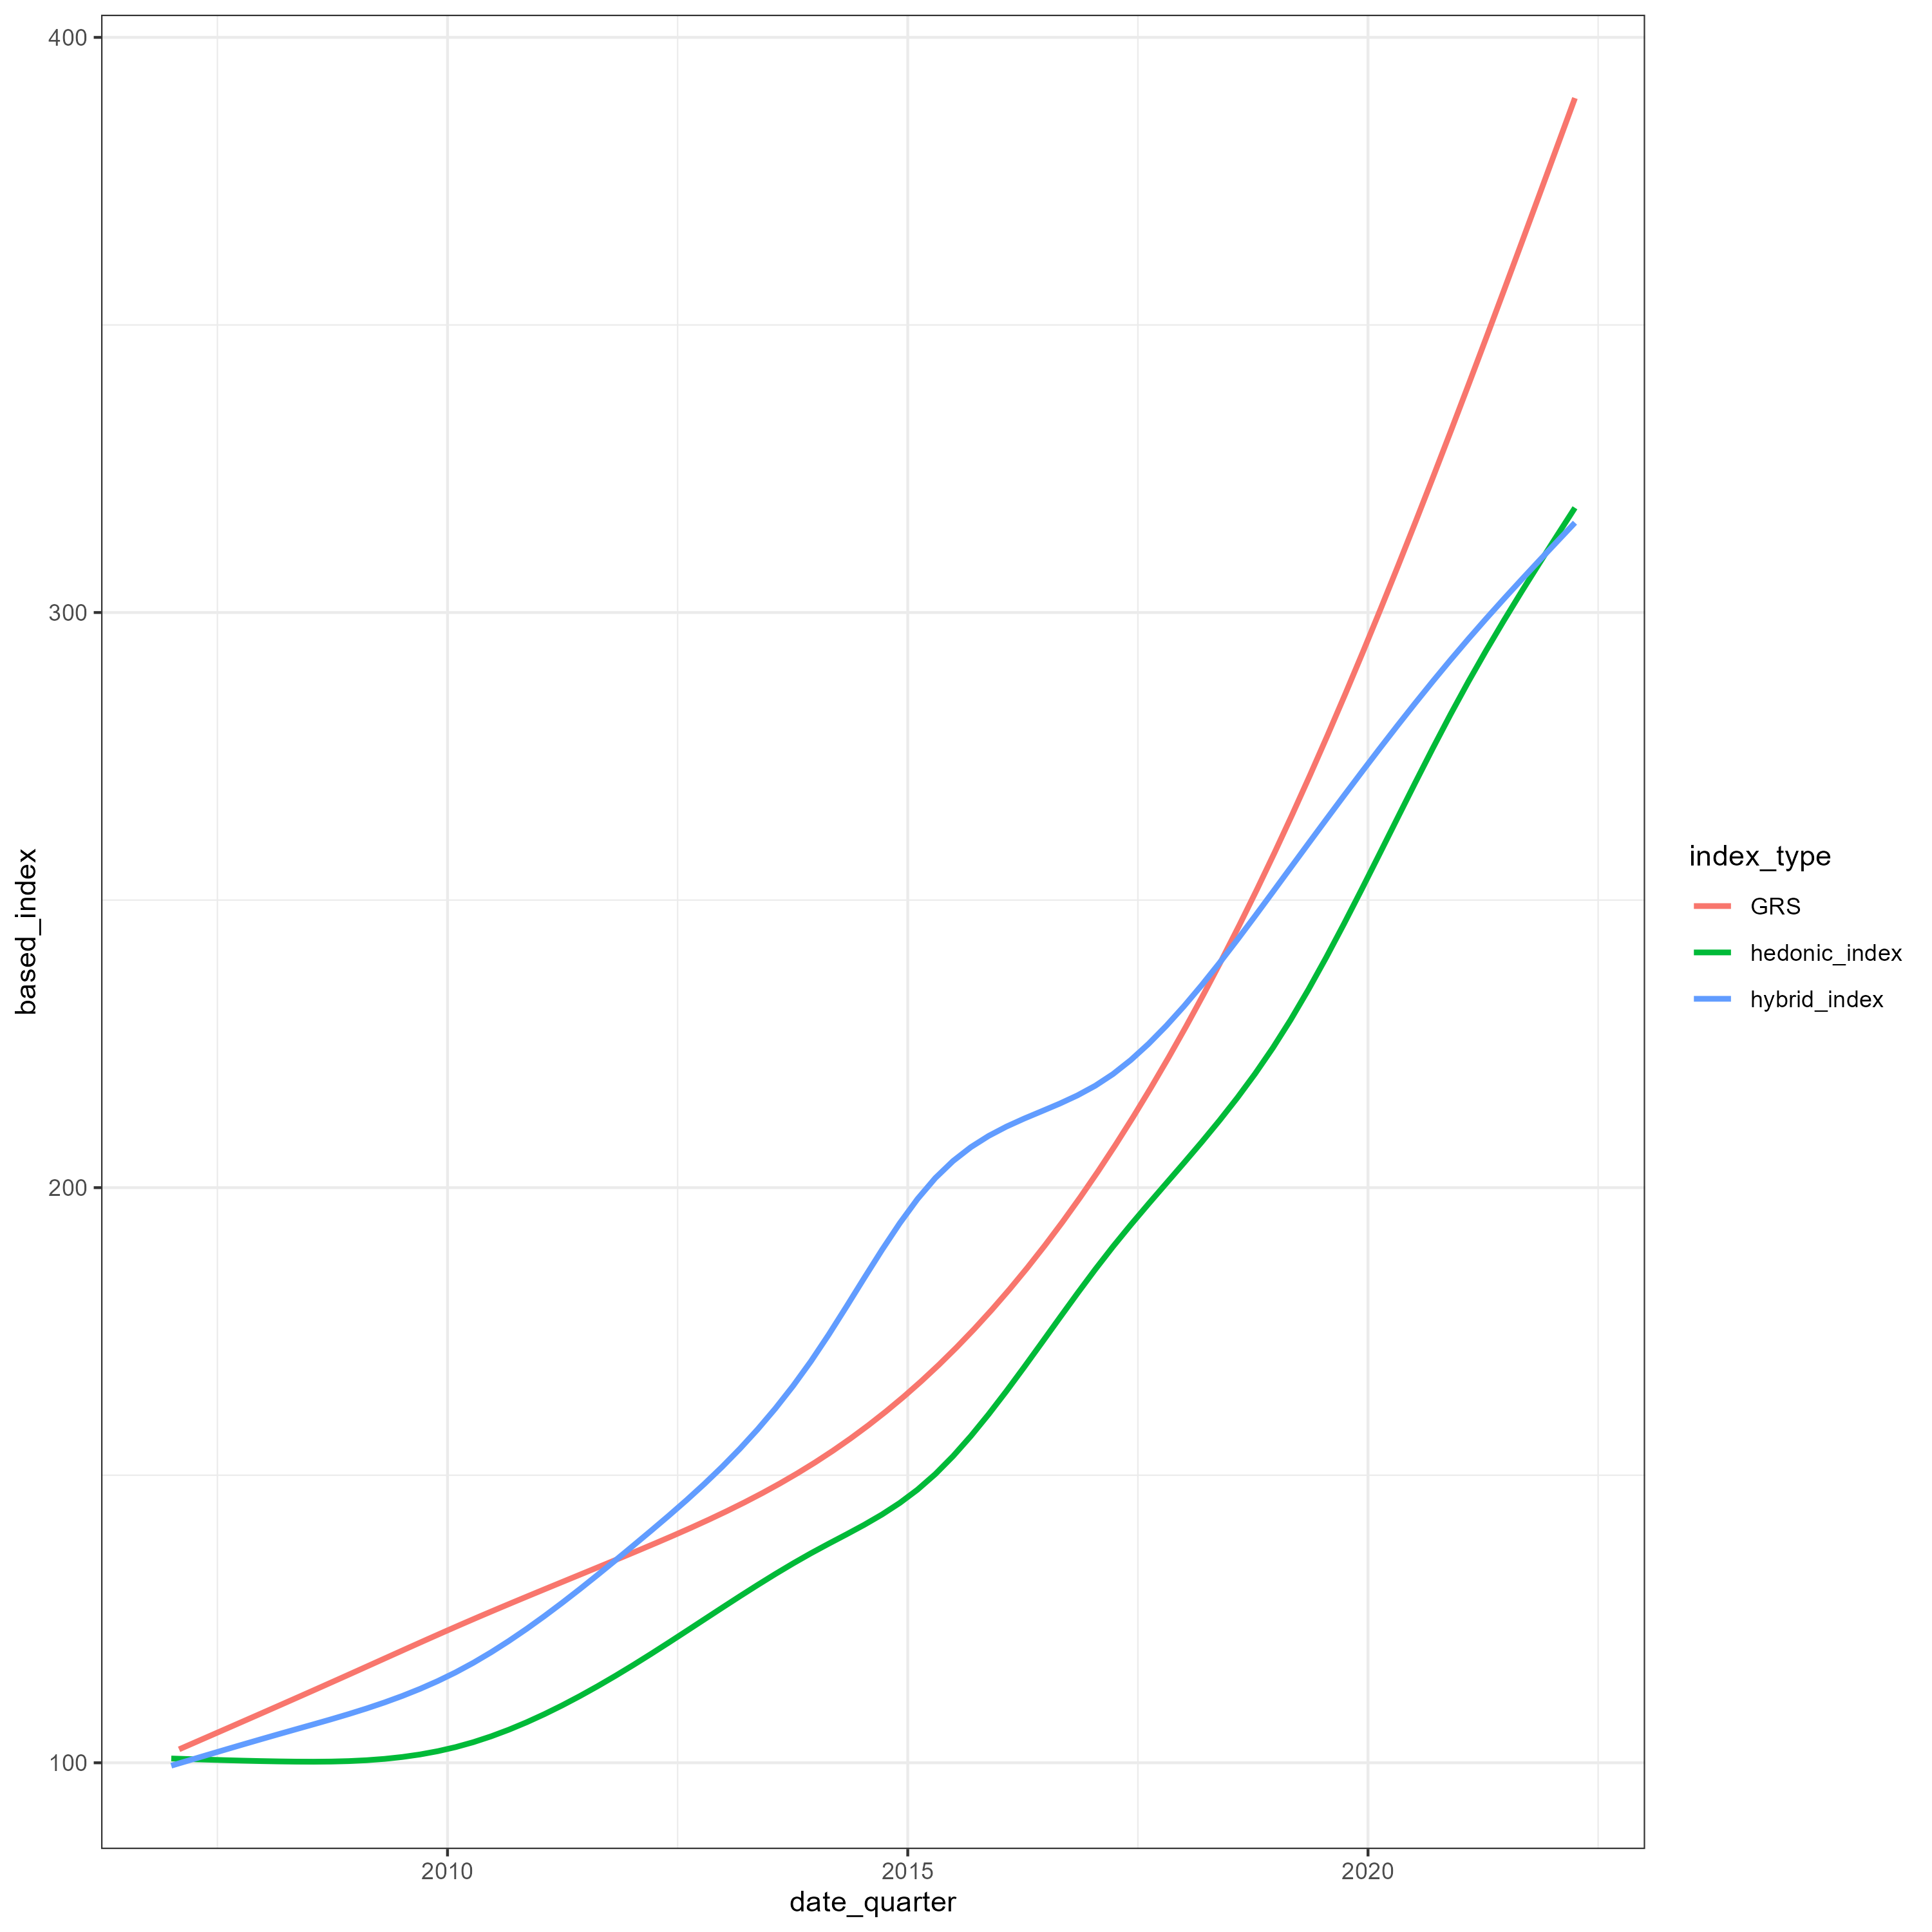 400
300
200
100
based_index
2010
2015
2020
date_quarter
index_type
GRS
hedonic_index
hybrid_index